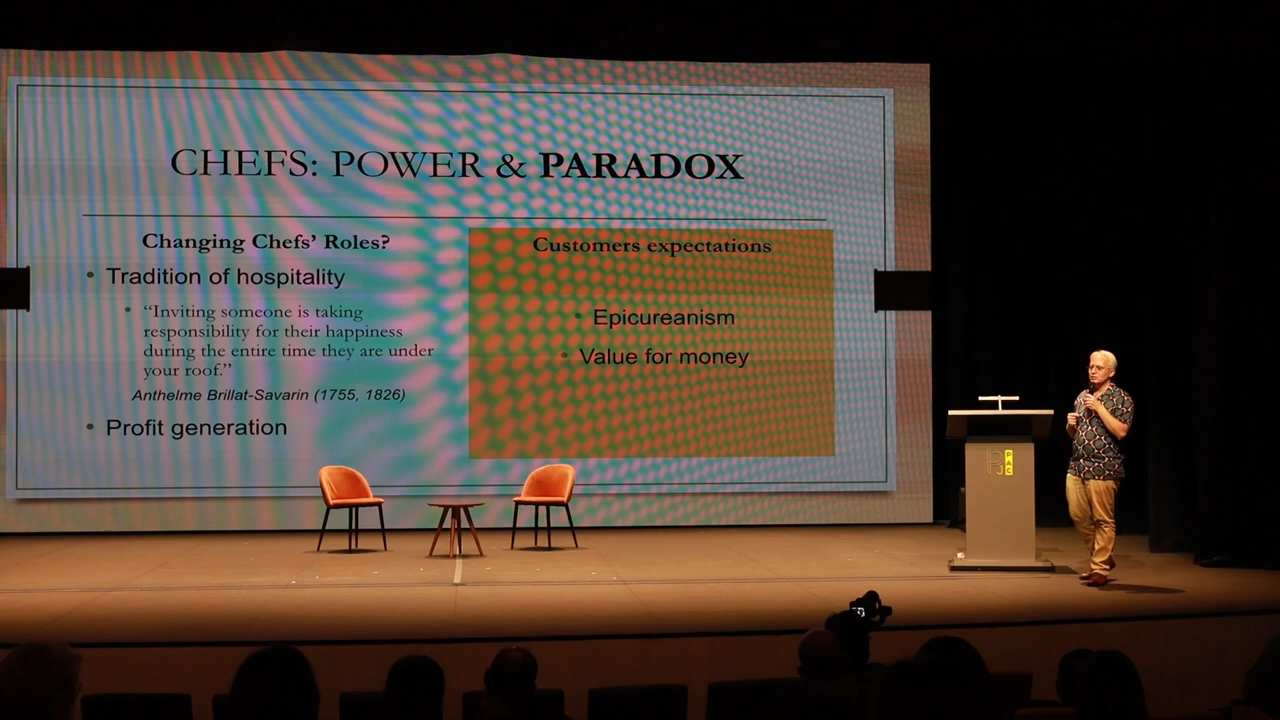 CHEFS: POWER & PARADOX
Changing Chefs’ Roles?
• Tradition of hospitality
• “Inviting someone is taking
responsibility for their happiness
during the entire time they are under
your roof.”
Anthelme Brillat-Savarin (1755, 1826)
• Profit generation
Customers expectations
• Epicureanism
• Value for money
PJ
PAC